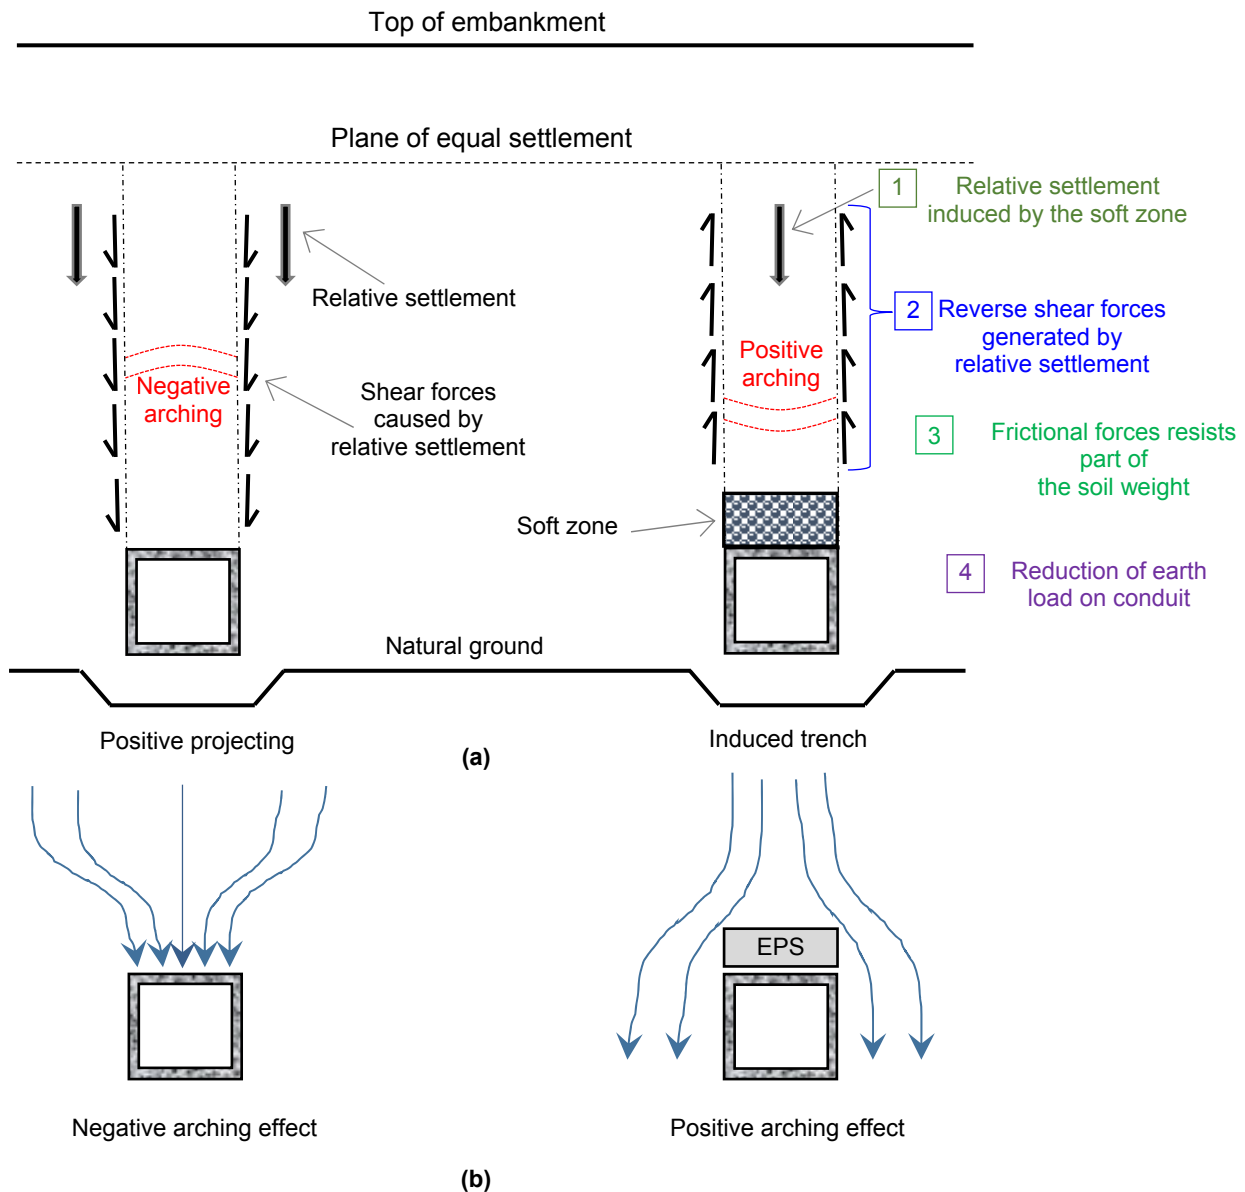 Top of embankment
Plane of equal settlement
1
Relative settlement
induced by the soft zone
Relative settlement
2
Reverse shear forces
generated by
relative settlement
Positive
arching
Negative
arching
Shear forces
caused by
relative settlement
3
Frictional forces resists
part of
the soil weight
Soft zone
4
Reduction of earth
load on conduit
Natural ground
Positive projecting
Induced trench
(a)
EPS
Negative arching effect
Positive arching effect
(b)